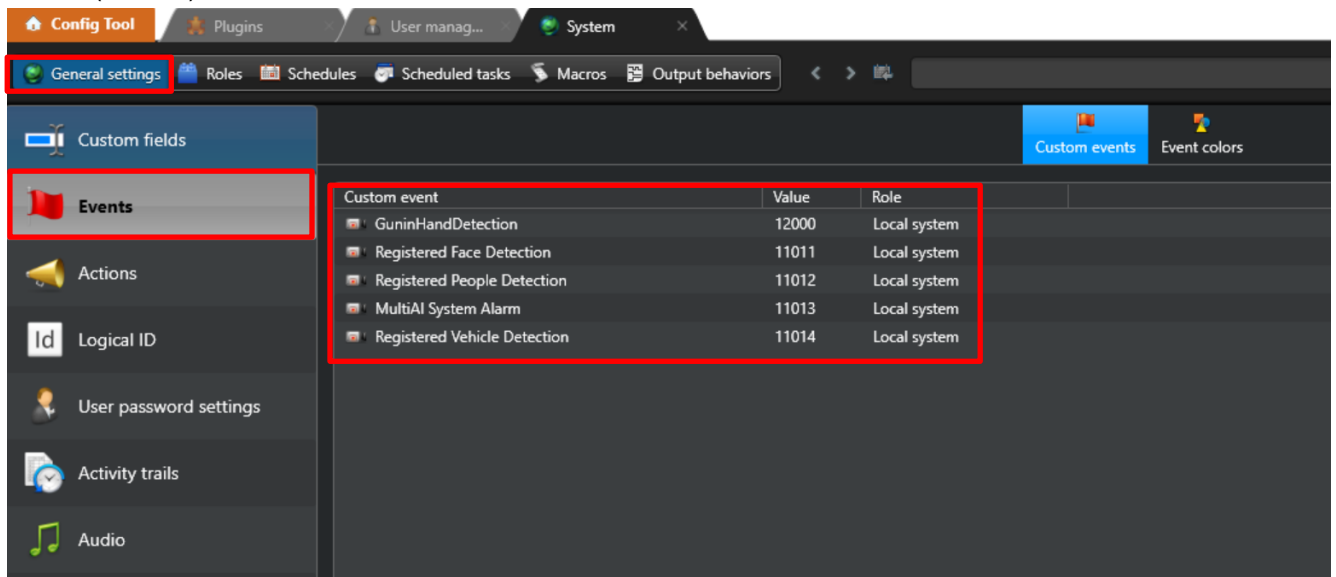 Config Tool Plugins User manag... System
General settings Roles Schedules Scheduled tasks Macros Output behaviors
Custom fields
Custom events Event colors
Events
Custom event Value Role
GuninHandDetection 12000 Local system
Registered Face Detection 11011 Local system
Registered People Detection 11012 Local system
MultiAI System Alarm 11013 Local system
Registered Vehicle Detection 11014 Local system
Actions
Id Logical ID
User password settings
Activity trails
Audio